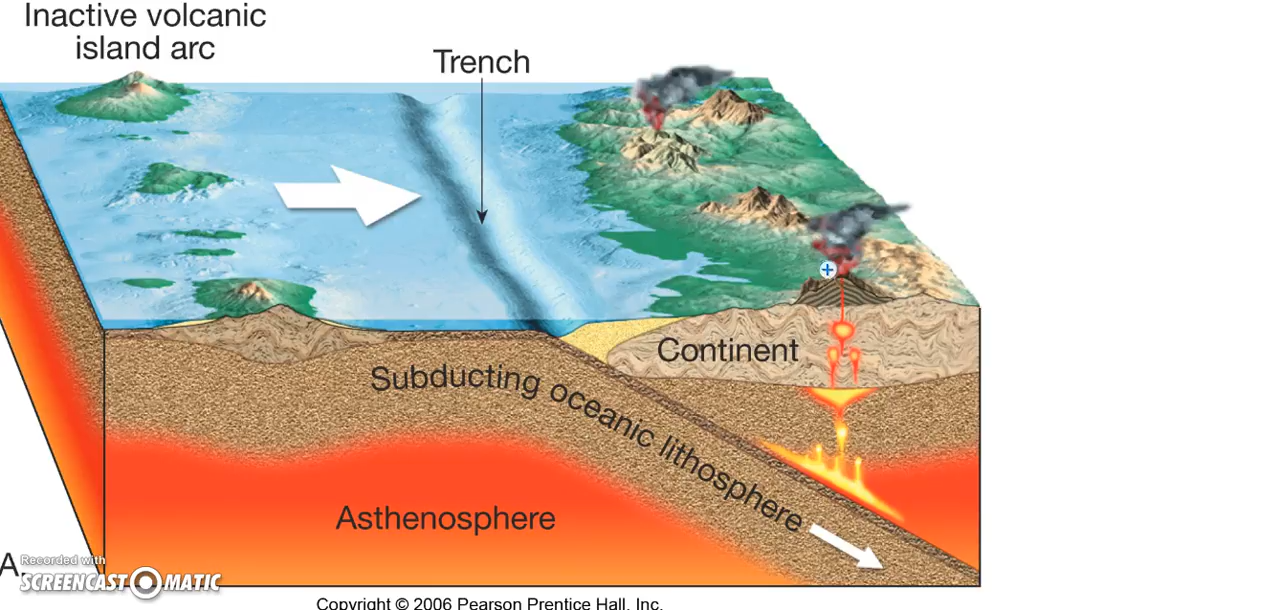 Inactive volcanic
island arc
Trench
Continent
Subducting oceanic lithosphere
Asthenosphere
A.
Recorded with
SCREENCAST-O-MATIC
Copyright © 2006 Pearson Prentice Hall, Inc.